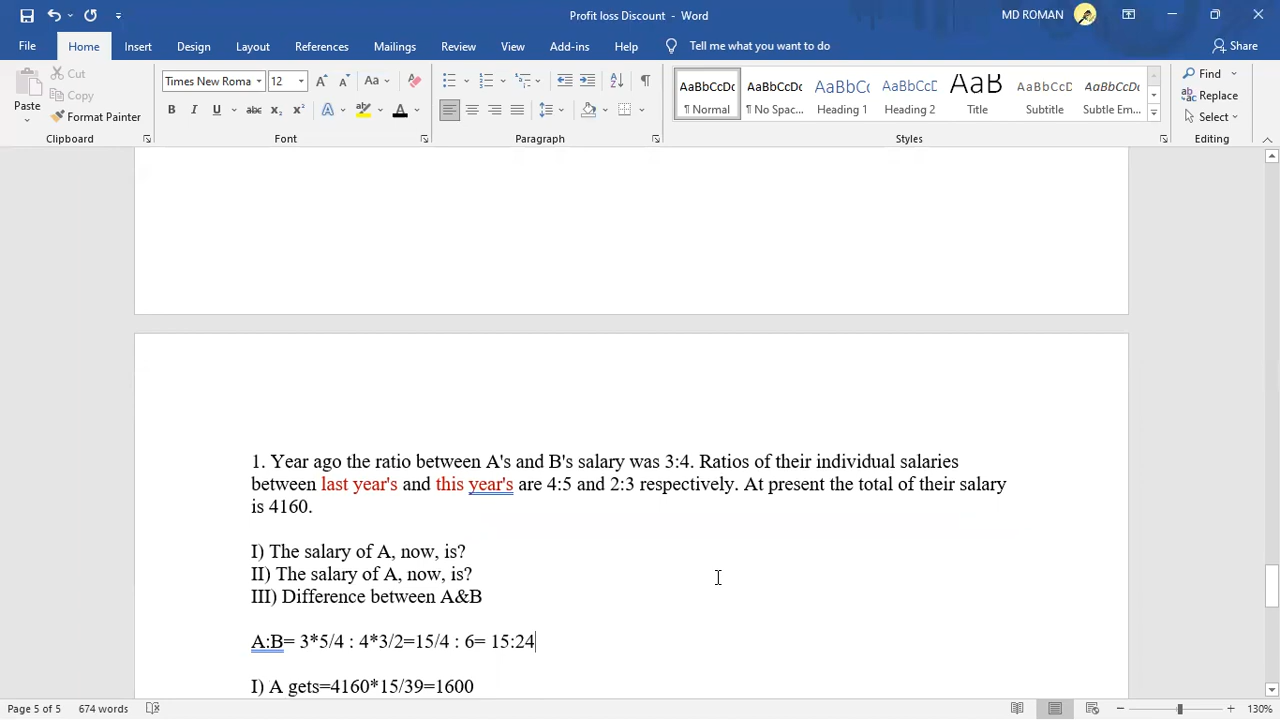 Profit loss Discount - Word
MD ROMAN
File Home Insert Design Layout References Mailings Review View Add-ins Help Tell me what you want to do Share
Paste
Cut
Copy
Format Painter
Clipboard
Times New Roma 12 Aa
B I U abc A A
Font
Paragraph
AaBbCcDc AaBbCcDc AaBbC AaBbCcD AaB AaBbCcD AaBbCcDc
¶ Normal ¶ No Spac... Heading 1 Heading 2 Title Subtitle Subtle Em...
Styles
Find
Replace
Select
Editing
1. Year ago the ratio between A's and B's salary was 3:4. Ratios of their individual salaries
between last year's and this year's are 4:5 and 2:3 respectively. At present the total of their salary
is 4160.
I) The salary of A, now, is?
II) The salary of A, now, is?
III) Difference between A&B
A:B= 3*5/4 : 4*3/2=15/4 : 6= 15:24
I) A gets=4160*15/39=1600
Page 5 of 5 674 words 130%